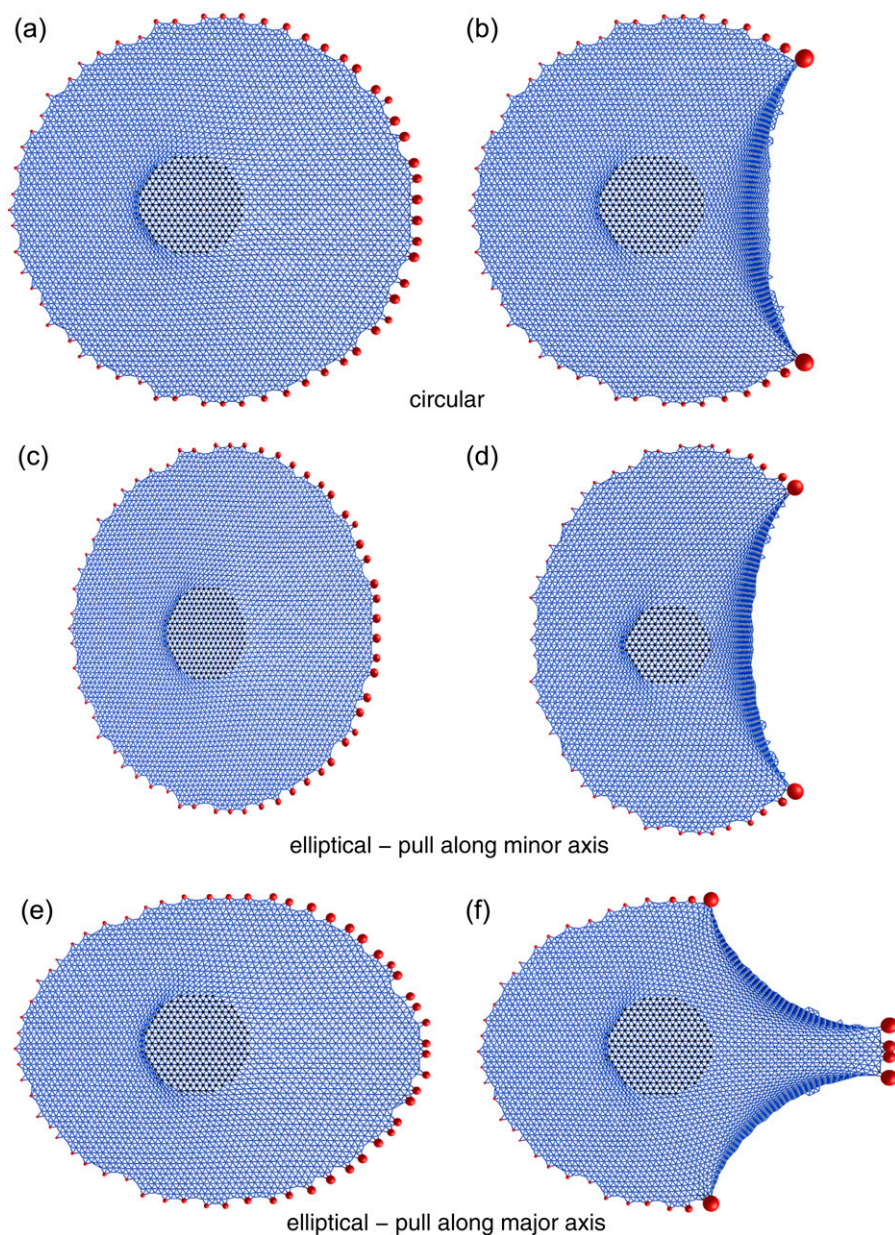 (a)
(b)
circular
(c)
(d)
elliptical – pull along minor axis
(e)
(f)
elliptical – pull along major axis